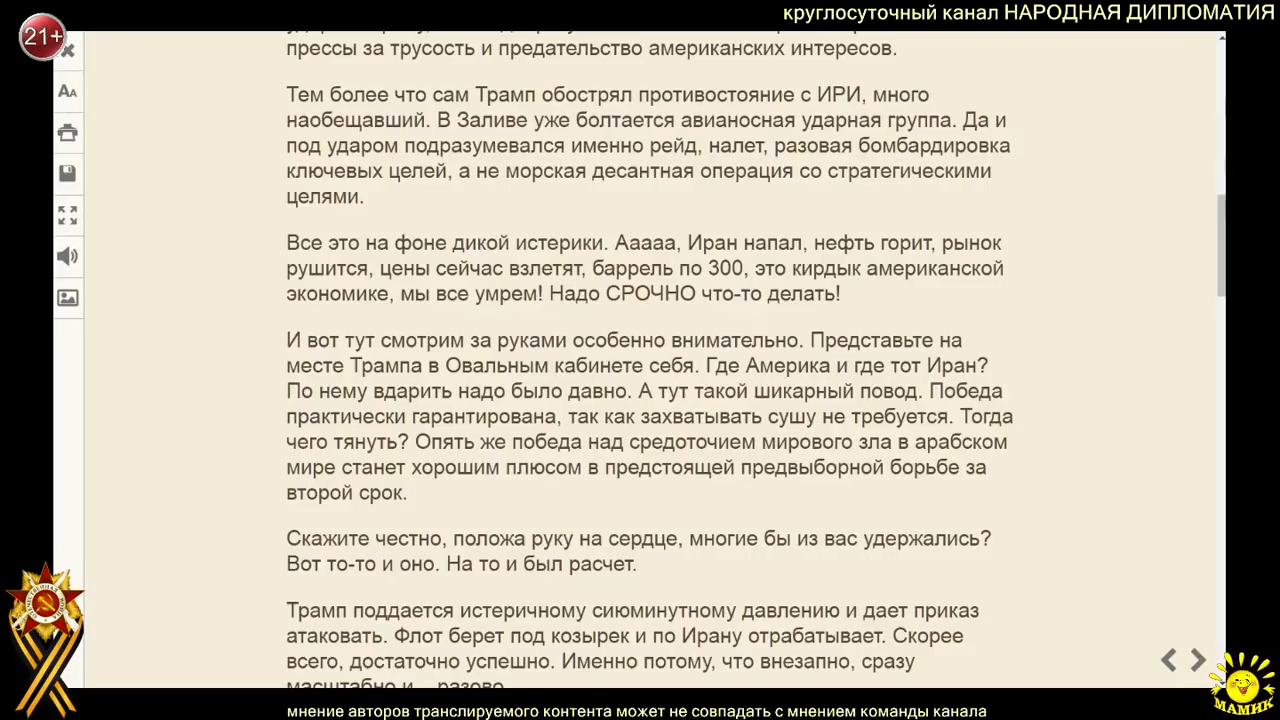 круглосуточный канал НАРОДНАЯ ДИПЛОМАТИЯ
21+
прессы за трусость и предательство американских интересов.
Тем более что сам Трамп обострял противостояние с ИРИ, много
наобещавший. В Заливе уже болтается авианосная ударная группа. Да и
под ударом подразумевался именно рейд, налет, разовая бомбардировка
ключевых целей, а не морская десантная операция со стратегическими
целями.
Все это на фоне дикой истерики. Ааааа, Иран напал, нефть горит, рынок
рушится, цены сейчас взлетят, баррель по 300, это кирдык американской
экономике, мы все умрем! Надо СРОЧНО что-то делать!
И вот тут смотрим за руками особенно внимательно. Представьте на
месте Трампа в Овальным кабинете себя. Где Америка и где тот Иран?
По нему вдарить надо было давно. А тут такой шикарный повод. Победа
практически гарантирована, так как захватывать сушу не требуется. Тогда
чего тянуть? Опять же победа над средоточием мирового зла в арабском
мире станет хорошим плюсом в предстоящей предвыборной борьбе за
второй срок.
Скажите честно, положа руку на сердце, многие бы из вас удержались?
Вот то-то и оно. На то и был расчет.
Трамп поддается истеричному сиюминутному давлению и дает приказ
атаковать. Флот берет под козырек и по Ирану отрабатывает. Скорее
всего, достаточно успешно. Именно потому, что внезапно, сразу
масштабно и... разово
МАМИК
мнение авторов транслируемого контента может не совпадать с мнением команды канала